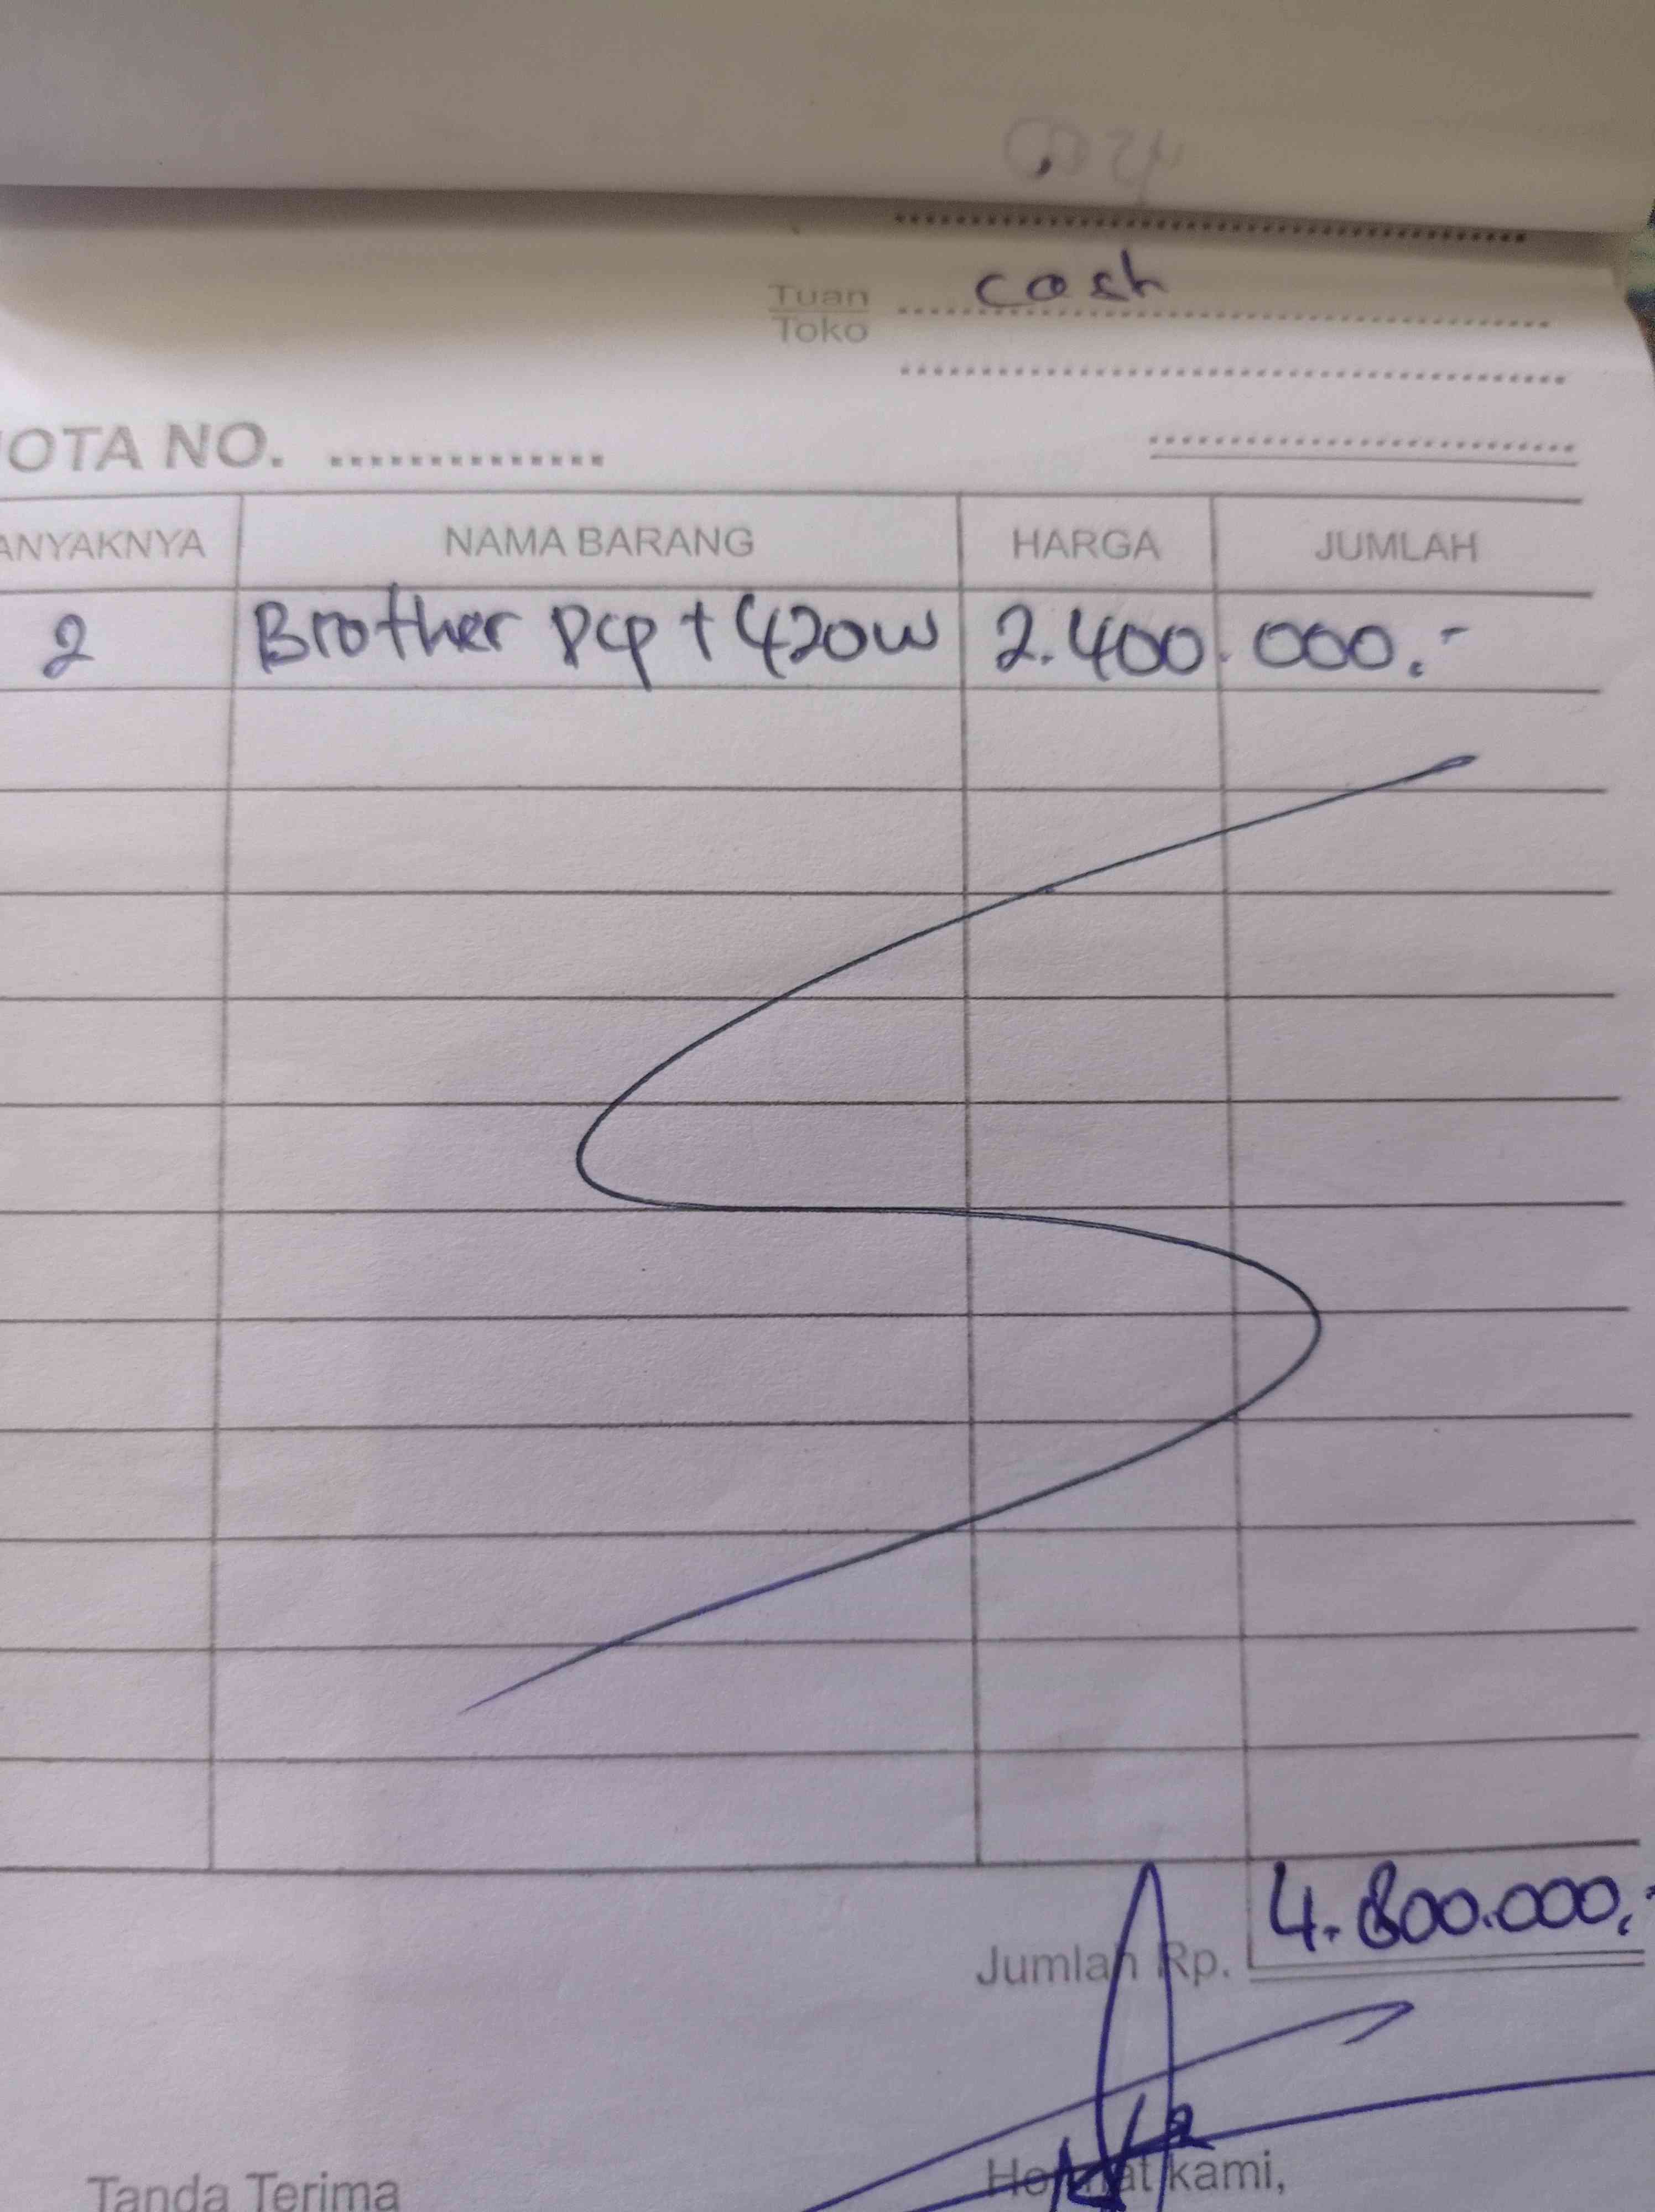 cash
Tuan
Toko
OTA NO. ..............
ANYAKNYA NAMA BARANG HARGA JUMLAH
2 Brother Dcp t 420w 2.400.000.-
Jumlah Rp. 4.800.000.-
Tanda Terima Hormat kami,